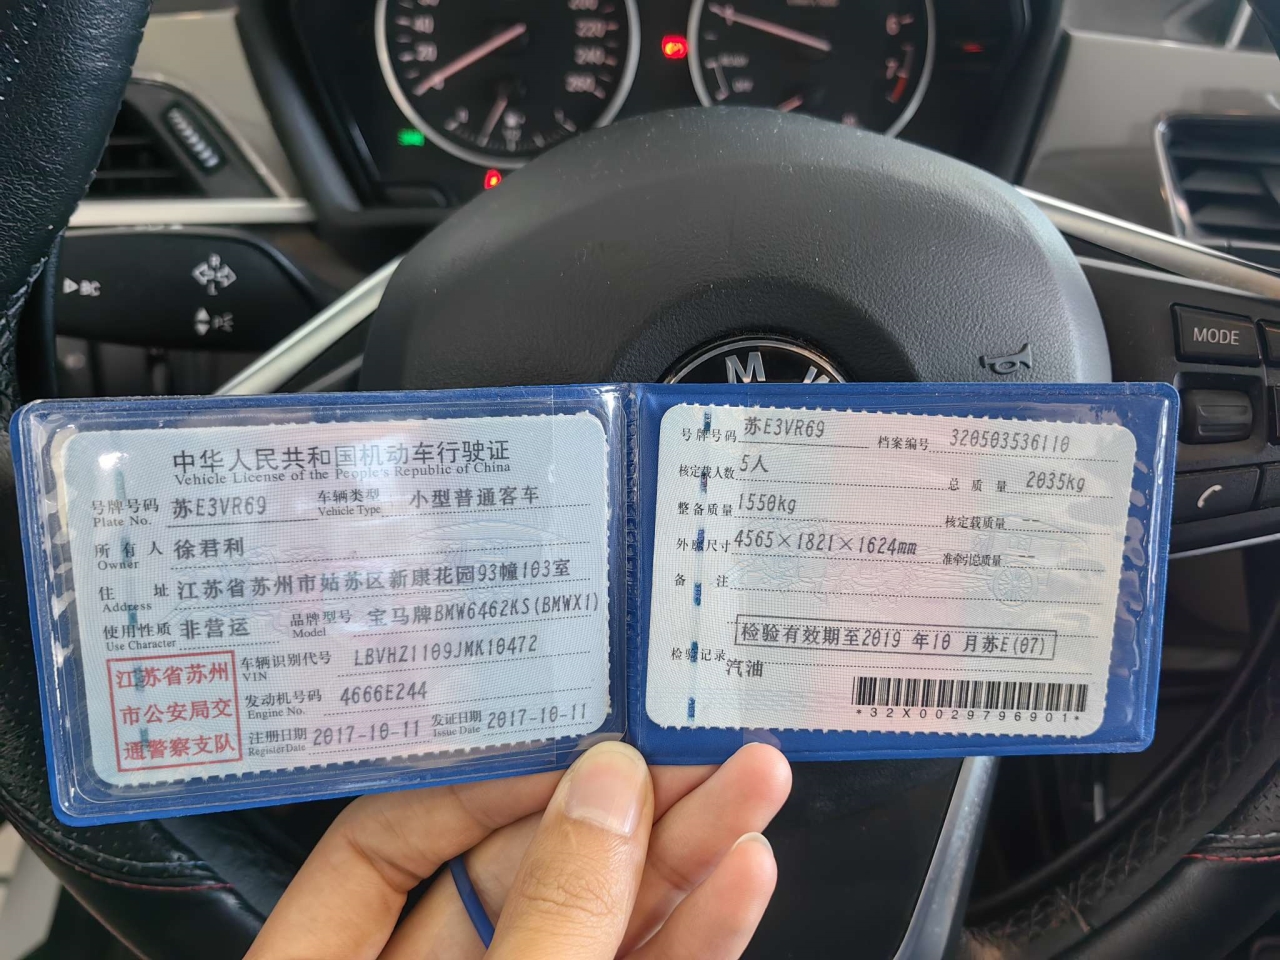 40
20
220
240
260
BC
R
L
M
MODE
中华人民共和国机动车行驶证
Vehicle License of the People's Republic of China
号牌号码 苏E3VR69 车辆类型 小型普通客车
Plate No. Vehicle Type
所有人 徐君利
Owner
住址 江苏省苏州市姑苏区新康花园93幢103室
Address
使用性质 非营运 品牌型号 宝马牌BMW6462KS(BMWX1)
Use Character Model
江苏省苏州
市公安局交
通警察支队
车辆识别代号 LBVHZ1109JMK10472
VIN
发动机号码 4666E244
Engine No.
注册日期 2017-10-11 发证日期 2017-10-11
Register Date Issue Date
号牌号码 苏E3VR69 档案编号 320503536110
核定载人数 5人 总质量 2035kg
整备质量 1550kg 核定载质量 --
外廓尺寸 4565×1821×1624mm 准牵引总质量 --
备注
检验有效期至2019 年10 月苏E(07)
检验记录
汽油
*32X0029796901*